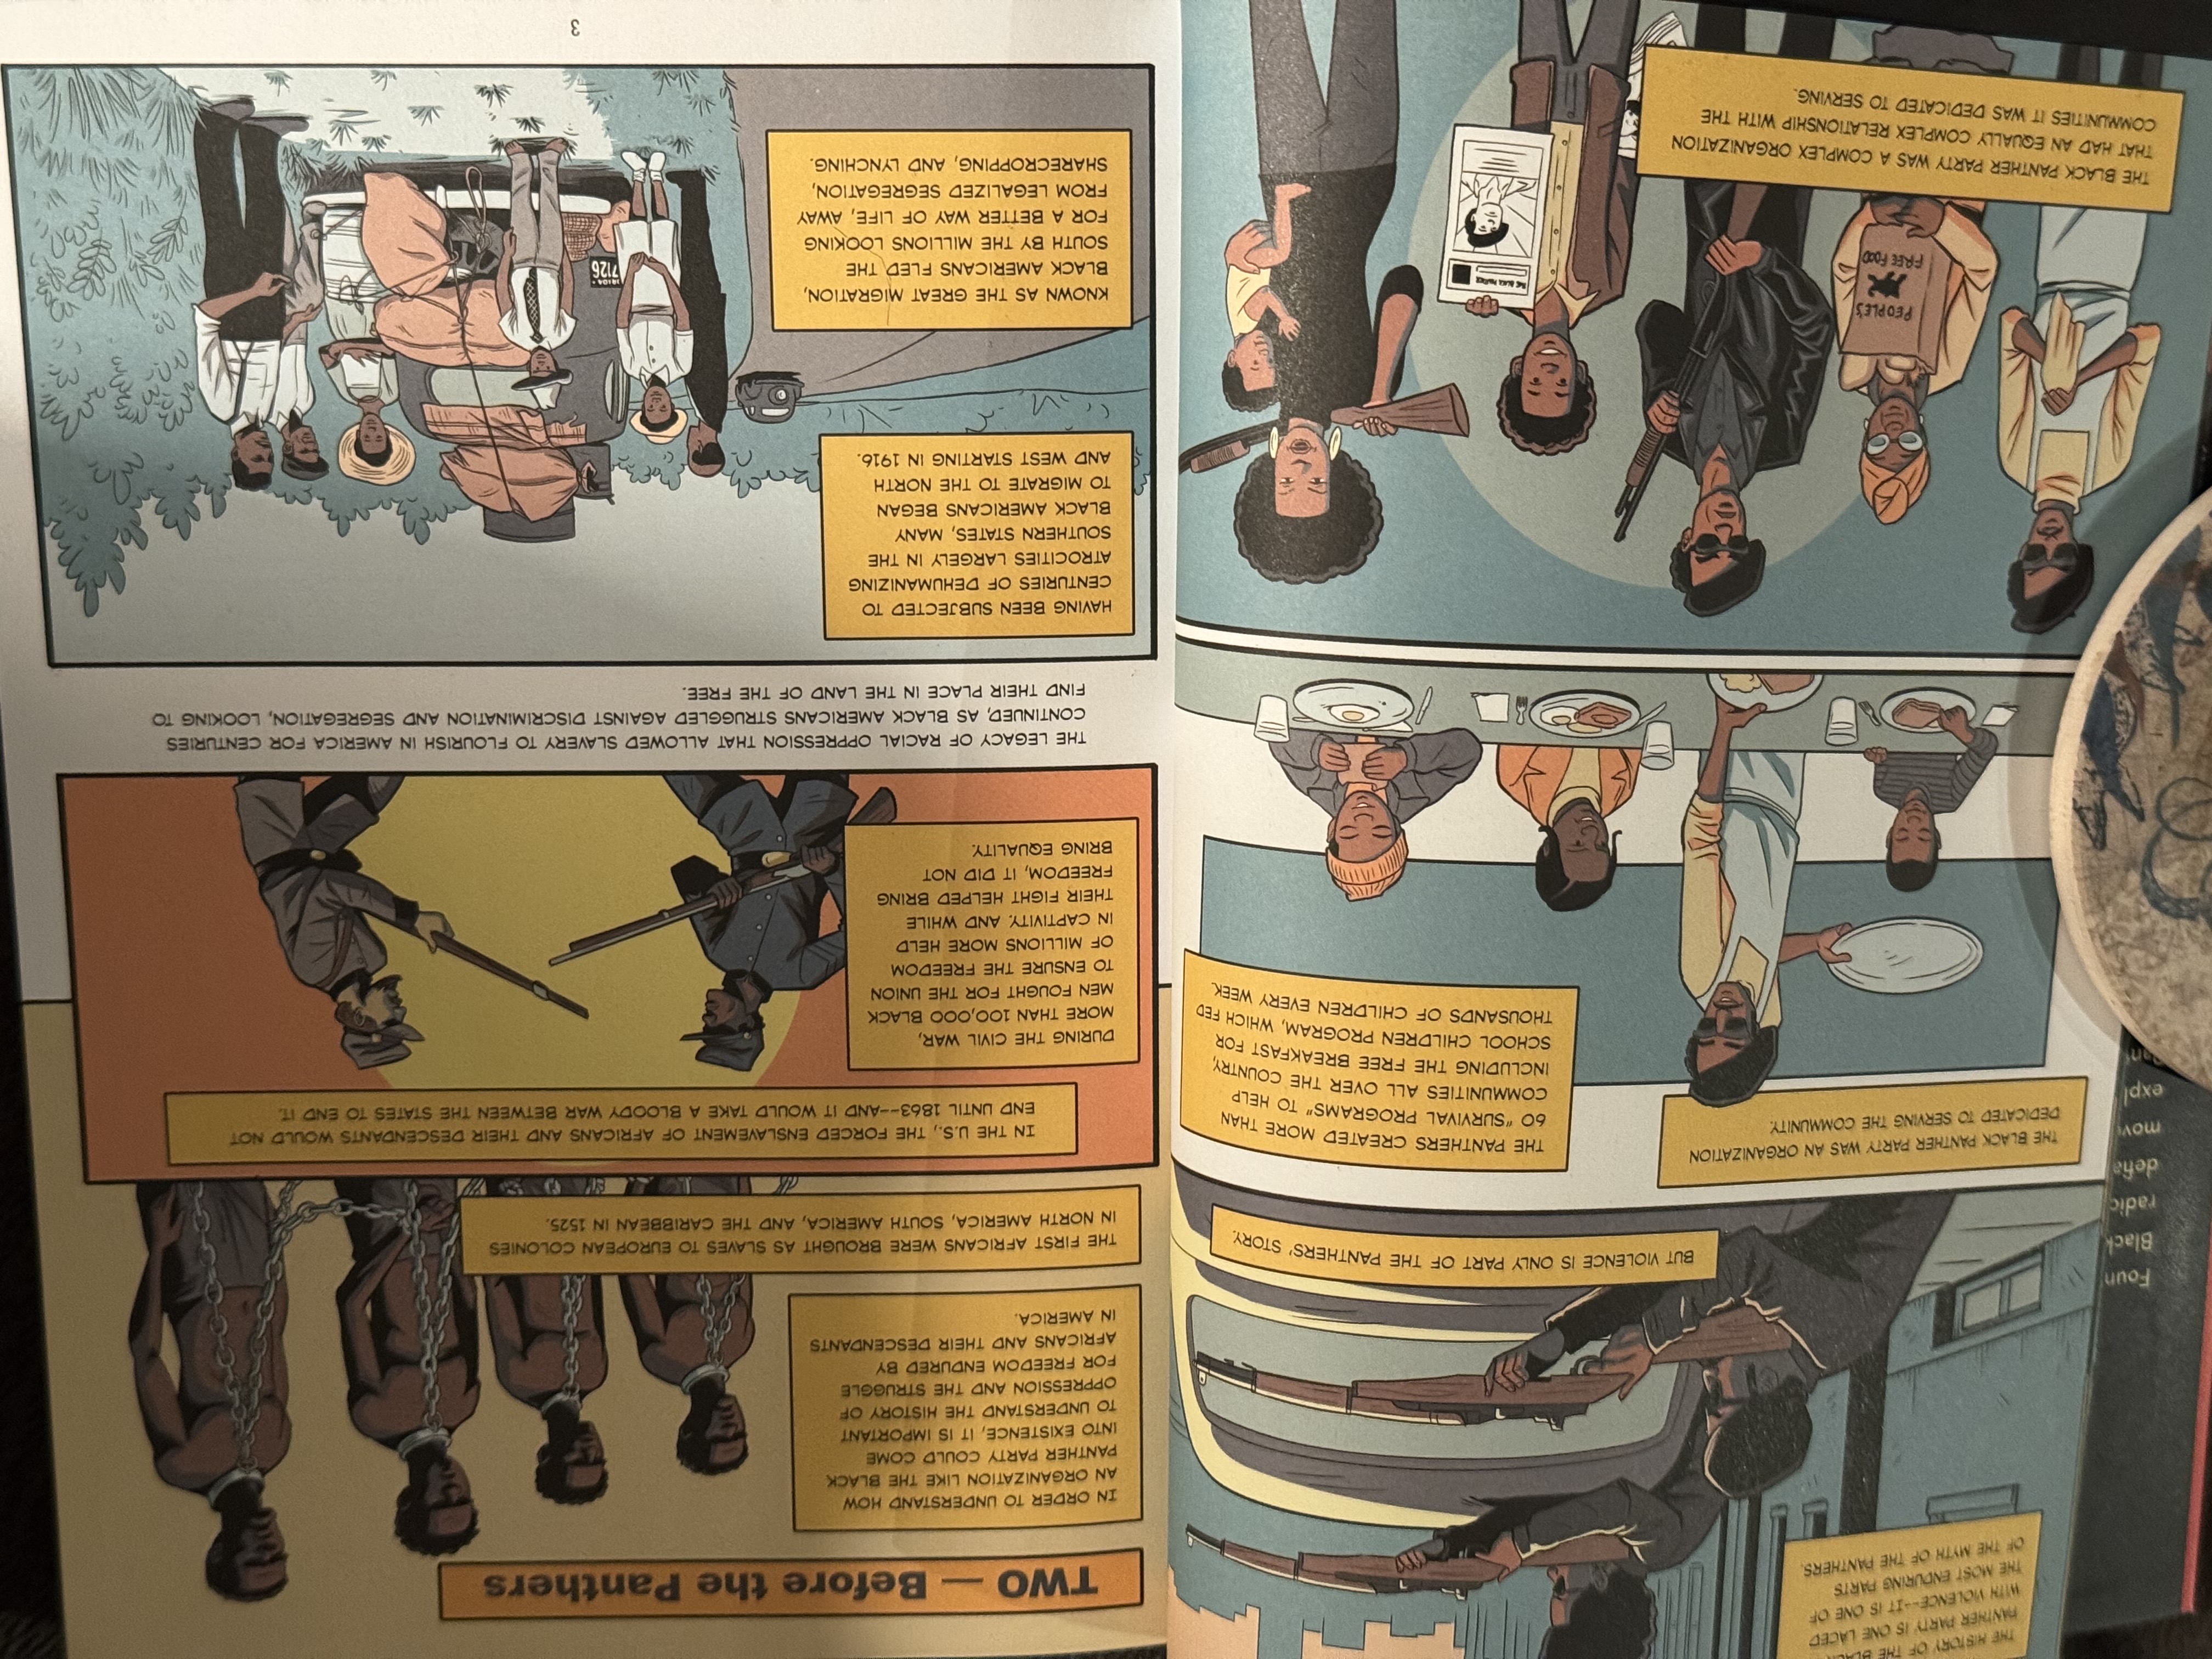 THE HISTORY OF THE BLACK
PANTHER PARTY IS ONE LACED
WITH VIOLENCE--IT IS ONE OF
THE MOST ENDURING PARTS
OF THE MYTH OF THE PANTHERS.
BUT VIOLENCE IS ONLY PART OF THE PANTHERS' STORY.
THE BLACK PANTHER PARTY WAS AN ORGANIZATION
DEDICATED TO SERVING THE COMMUNITY.
THE PANTHERS CREATED MORE THAN
60 "SURVIVAL PROGRAMS" TO HELP
COMMUNITIES ALL OVER THE COUNTRY,
INCLUDING THE FREE BREAKFAST FOR
SCHOOL CHILDREN PROGRAM, WHICH FED
THOUSANDS OF CHILDREN EVERY WEEK.
PEOPLE'S
FREE FOOD
THE BLACK PANTHER
THE BLACK PANTHER PARTY WAS A COMPLEX ORGANIZATION
THAT HAD AN EQUALLY COMPLEX RELATIONSHIP WITH THE
COMMUNITIES IT WAS DEDICATED TO SERVING.
Foun
Black
radic
defia
move
expl
TWO — Before the Panthers
IN ORDER TO UNDERSTAND HOW
AN ORGANIZATION LIKE THE BLACK
PANTHER PARTY COULD COME
INTO EXISTENCE, IT IS IMPORTANT
TO UNDERSTAND THE HISTORY OF
OPPRESSION AND THE STRUGGLE
FOR FREEDOM ENDURED BY
AFRICANS AND THEIR DESCENDANTS
IN AMERICA.
THE FIRST AFRICANS WERE BROUGHT AS SLAVES TO EUROPEAN COLONIES
IN NORTH AMERICA, SOUTH AMERICA, AND THE CARIBBEAN IN 1525.
IN THE U.S., THE FORCED ENSLAVEMENT OF AFRICANS AND THEIR DESCENDANTS WOULD NOT
END UNTIL 1863--AND IT WOULD TAKE A BLOODY WAR BETWEEN THE STATES TO END IT.
DURING THE CIVIL WAR,
MORE THAN 100,000 BLACK
MEN FOUGHT FOR THE UNION
TO ENSURE THE FREEDOM
OF MILLIONS MORE HELD
IN CAPTIVITY. AND WHILE
THEIR FIGHT HELPED BRING
FREEDOM, IT DID NOT
BRING EQUALITY.
THE LEGACY OF RACIAL OPPRESSION THAT ALLOWED SLAVERY TO FLOURISH IN AMERICA FOR CENTURIES
CONTINUED, AS BLACK AMERICANS STRUGGLED AGAINST DISCRIMINATION AND SEGREGATION, LOOKING TO
FIND THEIR PLACE IN THE LAND OF THE FREE.
HAVING BEEN SUBJECTED TO
CENTURIES OF DEHUMANIZING
ATROCITIES LARGELY IN THE
SOUTHERN STATES, MANY
BLACK AMERICANS BEGAN
TO MIGRATE TO THE NORTH
AND WEST STARTING IN 1916.
KNOWN AS THE GREAT MIGRATION,
BLACK AMERICANS FLED THE
SOUTH BY THE MILLIONS LOOKING
FOR A BETTER WAY OF LIFE, AWAY
FROM LEGALIZED SEGREGATION,
SHARECROPPING, AND LYNCHING.
7126
3